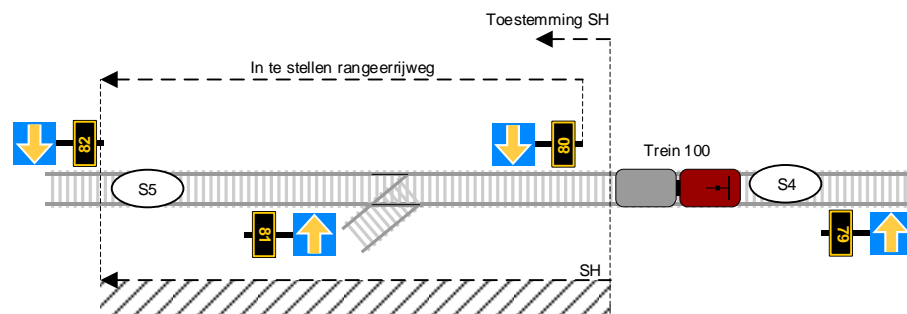 Toestemming SH
In te stellen rangeerrijweg
82
80
Trein 100
S5
S4
81
79
SH